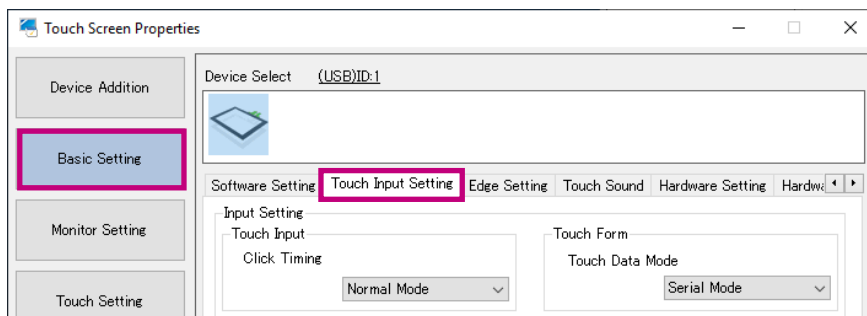 Touch Screen Properties
Device Addition
Basic Setting
Monitor Setting
Touch Setting
Device Select (USB)ID:1
Software Setting Touch Input Setting Edge Setting Touch Sound Hardware Setting
Input Setting
Touch Input
Click Timing
Normal Mode
Touch Form
Touch Data Mode
Serial Mode